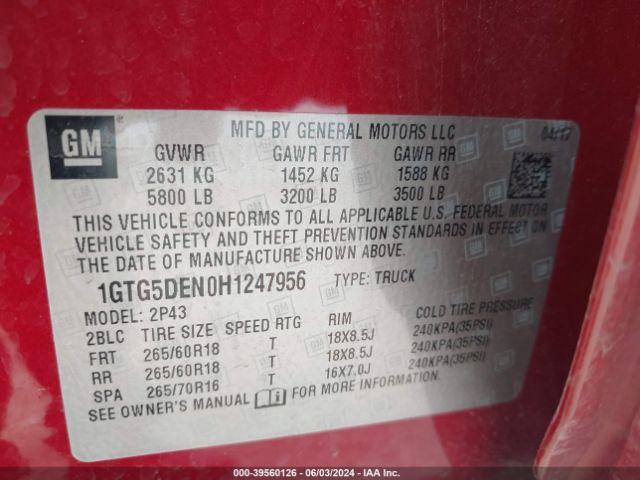 GM
MFD BY GENERAL MOTORS LLC 04/17
GVWR GAWR FRT GAWR RR
2631 KG 1452 KG 1588 KG
5800 LB 3200 LB 3500 LB
THIS VEHICLE CONFORMS TO ALL APPLICABLE U.S. FEDERAL MOTOR
VEHICLE SAFETY AND THEFT PREVENTION STANDARDS IN EFFECT ON
THE DATE OF MANUFACTURE SHOWN ABOVE.
1GTG5DEN0H1247956 TYPE: TRUCK
MODEL: 2P43
2BLC TIRE SIZE SPEED RTG RIM COLD TIRE PRESSURE
FRT 265/60R18 T 18X8.5J 240KPA(35PSI)
RR 265/60R18 T 18X8.5J 240KPA(35PSI)
SPA 265/70R16 T 16X7.0J 240KPA(35PSI)
SEE OWNER'S MANUAL FOR MORE INFORMATION.
000-39560126 - 06/03/2024 - IAA Inc.